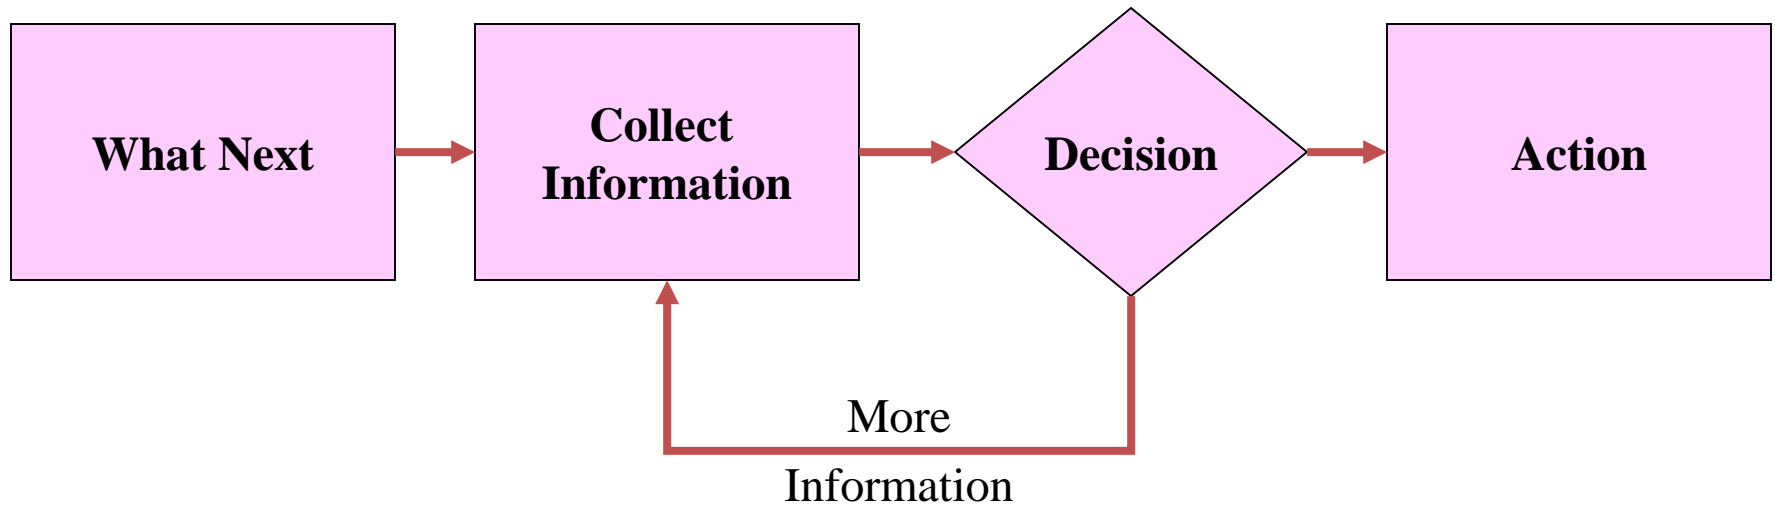 What Next
Collect
Information
Decision
Action
More
Information